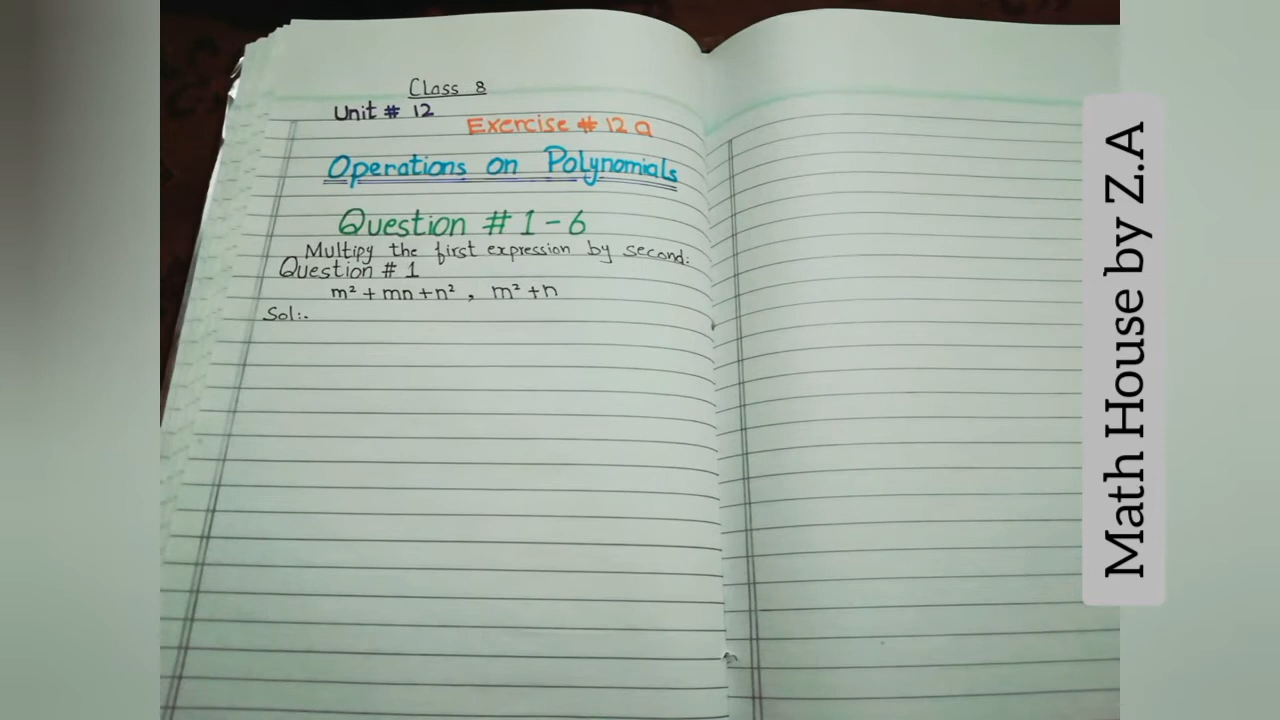 Class 8
Unit # 12
Exercise # 12 a
Operations on Polynomials
Question # 1 - 6
Multipy the first expression by second:
Question # 1
m² + mn + n² , m² + n
Sol:.
Math House by Z.A